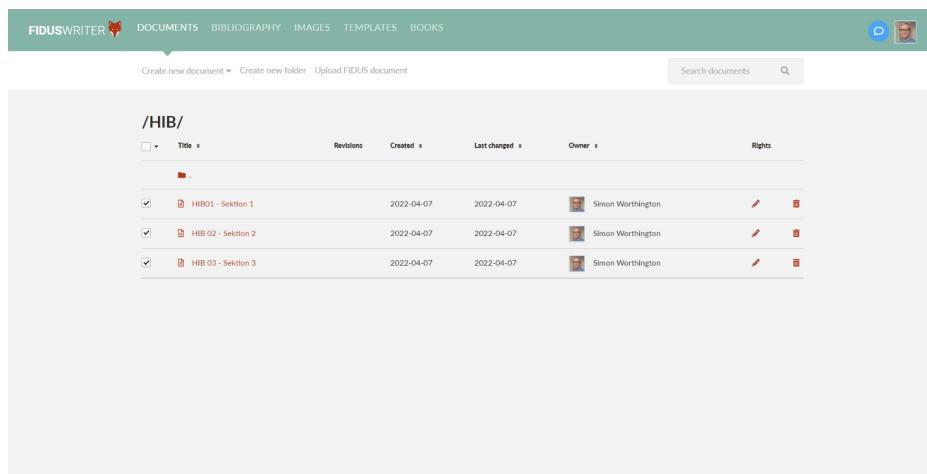 FIDUSWRITER DOCUMENTS BIBLIOGRAPHY IMAGES TEMPLATES BOOKS
Create new document Create new folder Upload FIDUS document Search documents
/HIB/
Title Revisions Created Last changed Owner Rights
..
HIB01 - Sektion 1 2022-04-07 2022-04-07 Simon Worthington
HIB 02 - Sektion 2 2022-04-07 2022-04-07 Simon Worthington
HIB 03 - Sektion 3 2022-04-07 2022-04-07 Simon Worthington